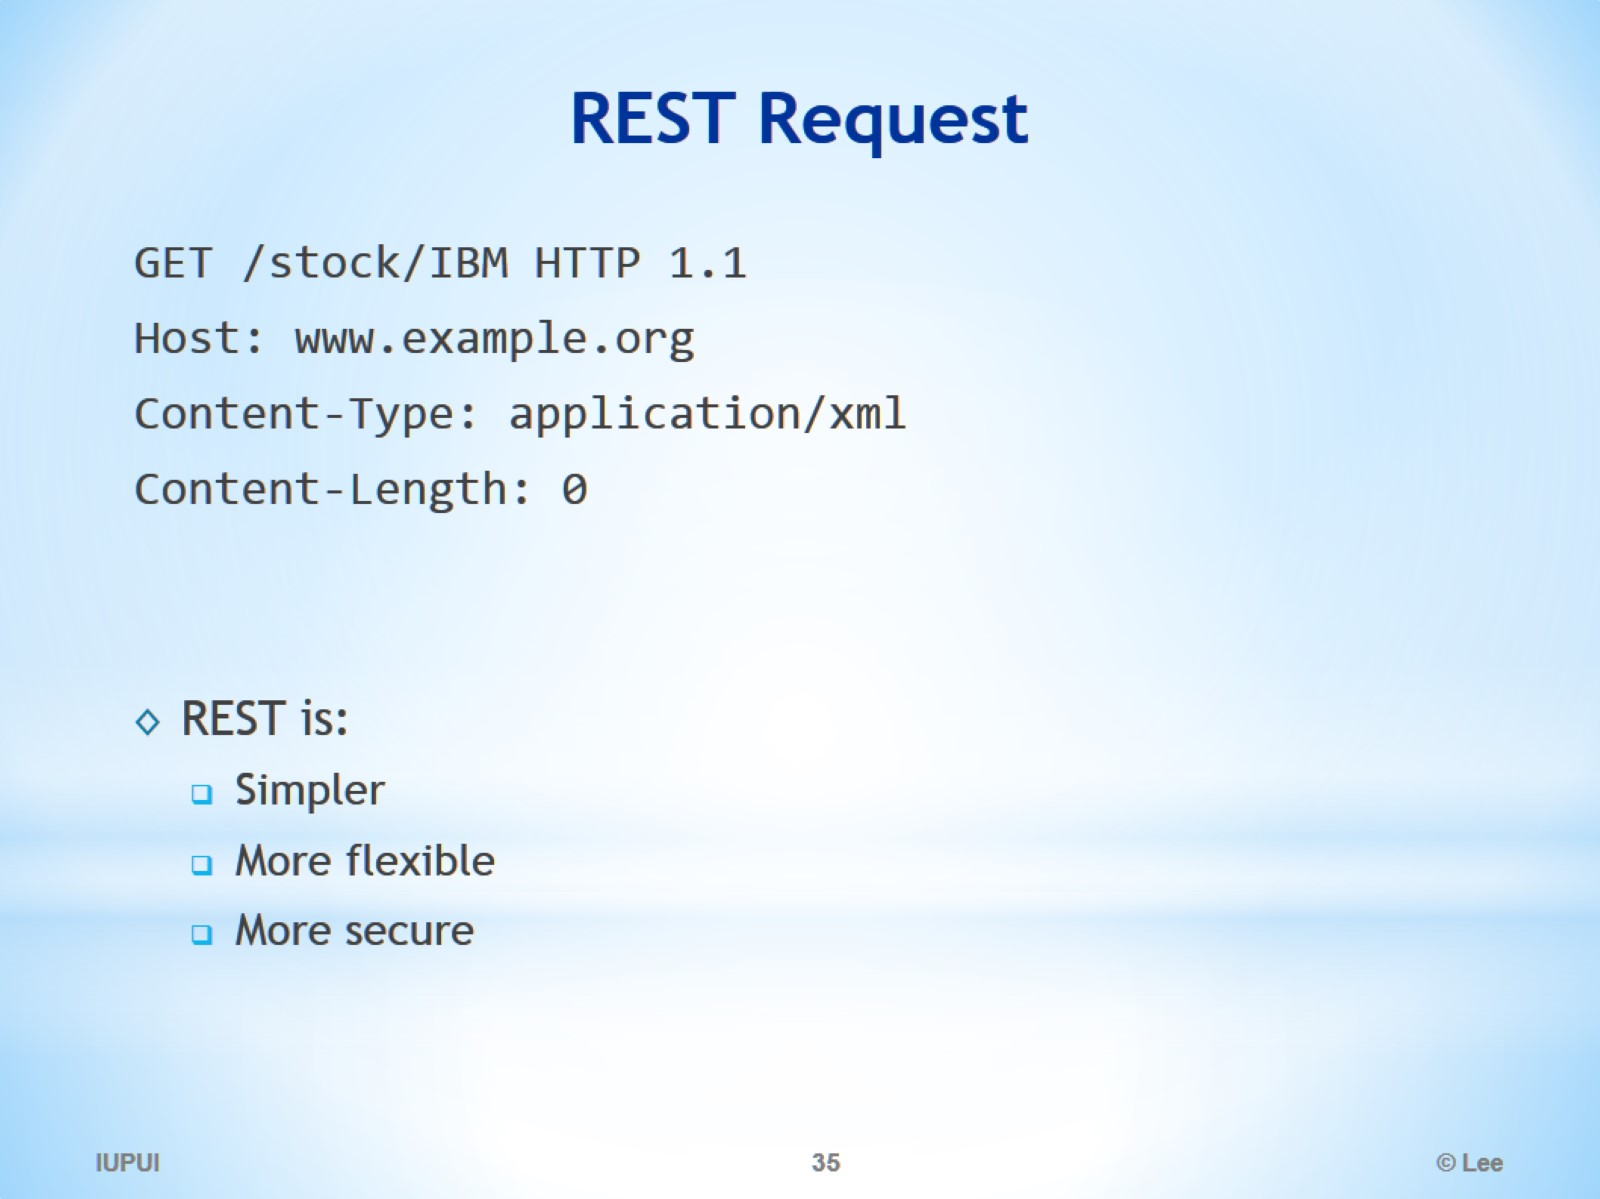 REST Request
GET /stock/IBM HTTP 1.1
Host: www.example.org
Content-Type: application/xml
Content-Length: 0
REST is:
Simpler
More flexible
More secure
IUPUI
35
© Lee